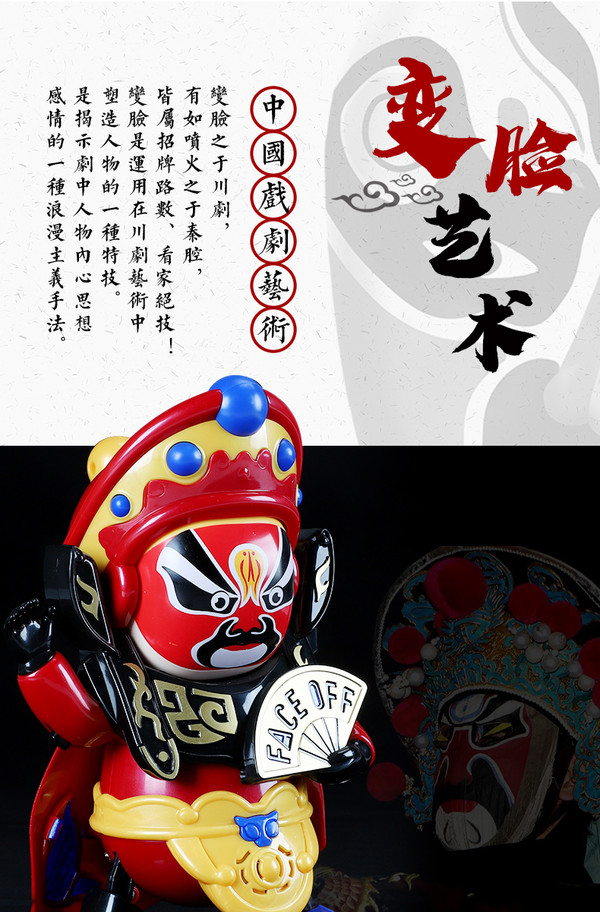 变脸艺术
中國戲劇藝術
變臉之于川劇，
有如噴火之于秦腔，
皆屬招牌路數、看家絕技！
變臉是運用在川劇藝術中
塑造人物的一種特技。
是揭示劇中人物內心思想
感情的一種浪漫主義手法。
FACE OFF